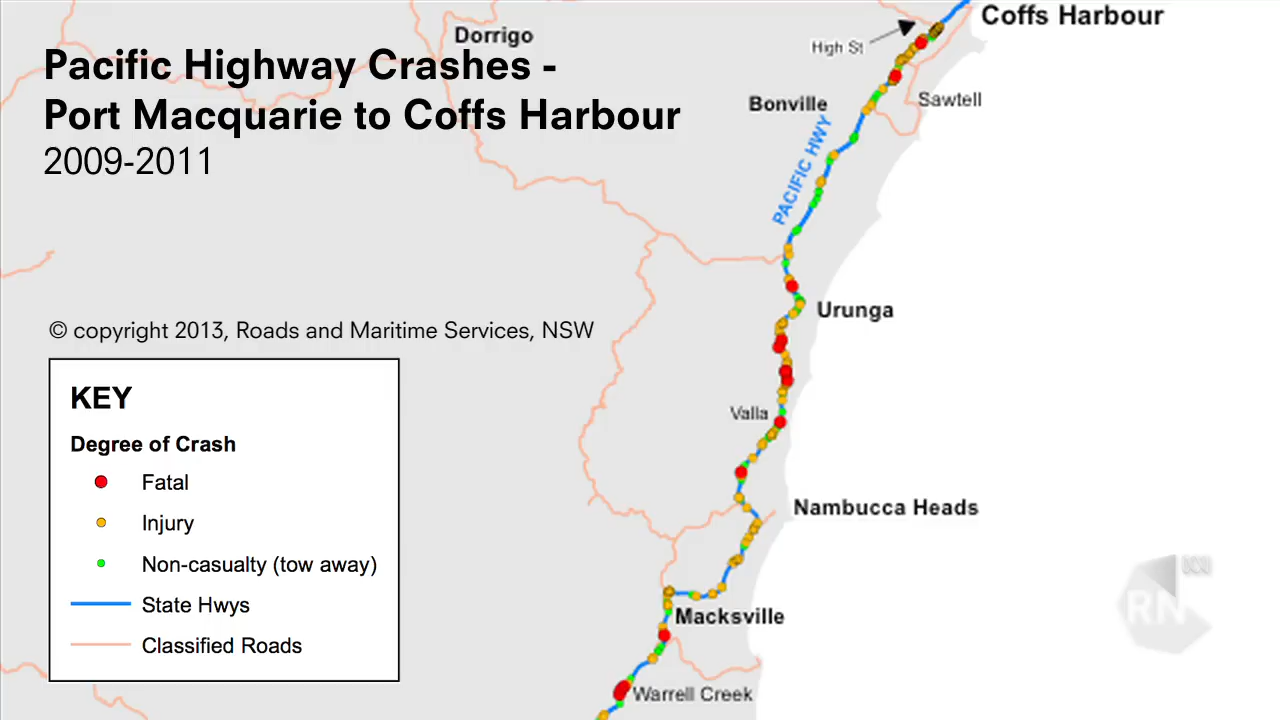 Pacific Highway Crashes -
Port Macquarie to Coffs Harbour
2009-2011
Dorrigo
Coffs Harbour
High St
Sawtell
Bonville
PACIFIC HWY
Urunga
Valla
Nambucca Heads
Macksville
Warrell Creek
© copyright 2013, Roads and Maritime Services, NSW
KEY
Degree of Crash
Fatal
Injury
Non-casualty (tow away)
State Hwys
Classified Roads
ABC
RN